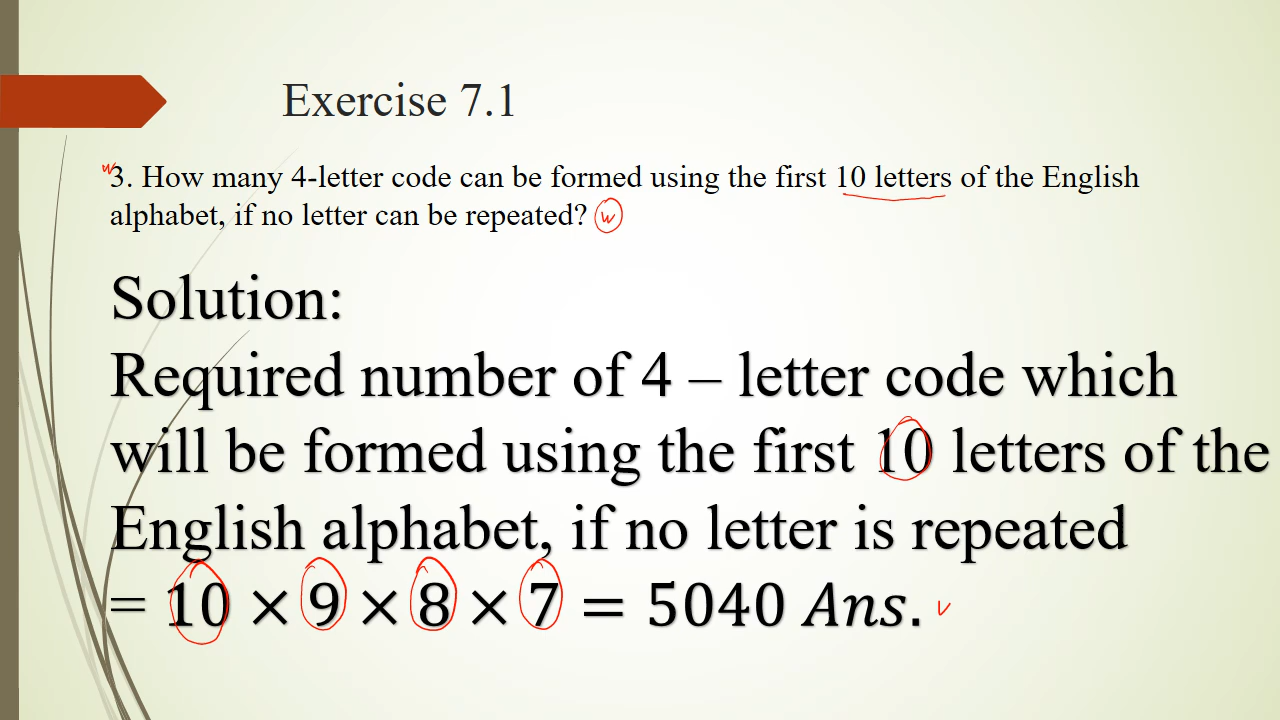 Exercise 7.1
3. How many 4-letter code can be formed using the first 10 letters of the English
alphabet, if no letter can be repeated? w
Solution:
Required number of 4 – letter code which
will be formed using the first 10 letters of the
English alphabet, if no letter is repeated
= 10 × 9 × 8 × 7 = 5040 Ans.